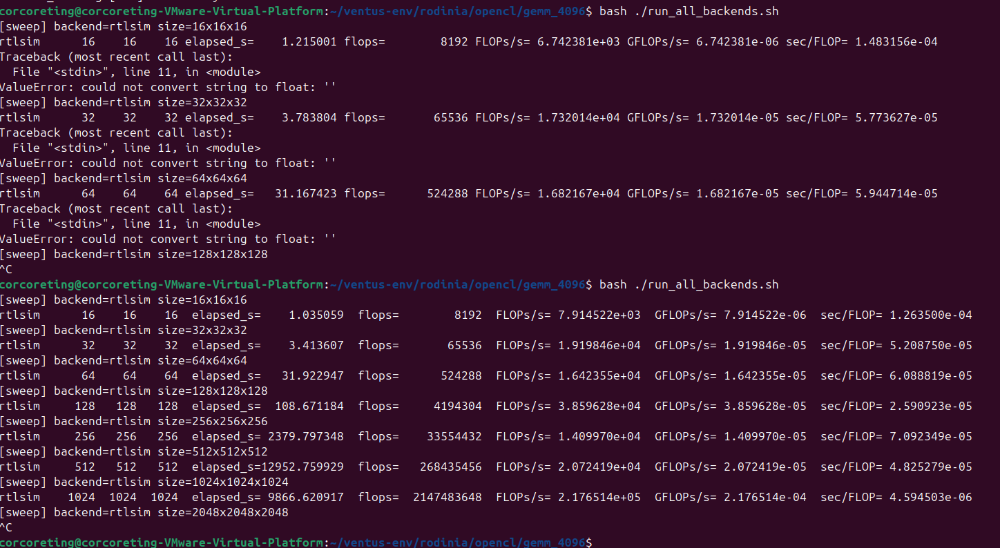 corcoreting@corcoreting-VMware-Virtual-Platform:~/ventus-env/rodinia/opencl/gemm_4096$ bash ./run_all_backends.sh
[sweep] backend=rtlsim size=16x16x16
rtlsim      16    16    16 elapsed_s=    1.215001 flops=        8192 FLOPs/s= 6.742381e+03 GFLOPs/s= 6.742381e-06 sec/FLOP= 1.483156e-04
Traceback (most recent call last):
  File "<stdin>", line 11, in <module>
ValueError: could not convert string to float: ''
[sweep] backend=rtlsim size=32x32x32
rtlsim      32    32    32 elapsed_s=    3.783804 flops=       65536 FLOPs/s= 1.732014e+04 GFLOPs/s= 1.732014e-05 sec/FLOP= 5.773627e-05
Traceback (most recent call last):
  File "<stdin>", line 11, in <module>
ValueError: could not convert string to float: ''
[sweep] backend=rtlsim size=64x64x64
rtlsim      64    64    64 elapsed_s=   31.167423 flops=      524288 FLOPs/s= 1.682167e+04 GFLOPs/s= 1.682167e-05 sec/FLOP= 5.944714e-05
Traceback (most recent call last):
  File "<stdin>", line 11, in <module>
ValueError: could not convert string to float: ''
[sweep] backend=rtlsim size=128x128x128
^C
corcoreting@corcoreting-VMware-Virtual-Platform:~/ventus-env/rodinia/opencl/gemm_4096$ bash ./run_all_backends.sh
[sweep] backend=rtlsim size=16x16x16
rtlsim      16    16    16  elapsed_s=    1.035059  flops=        8192  FLOPs/s= 7.914522e+03  GFLOPs/s= 7.914522e-06  sec/FLOP= 1.263500e-04
[sweep] backend=rtlsim size=32x32x32
rtlsim      32    32    32  elapsed_s=    3.413607  flops=       65536  FLOPs/s= 1.919846e+04  GFLOPs/s= 1.919846e-05  sec/FLOP= 5.208750e-05
[sweep] backend=rtlsim size=64x64x64
rtlsim      64    64    64  elapsed_s=   31.922947  flops=      524288  FLOPs/s= 1.642355e+04  GFLOPs/s= 1.642355e-05  sec/FLOP= 6.088819e-05
[sweep] backend=rtlsim size=128x128x128
rtlsim     128   128   128  elapsed_s=  108.671184  flops=     4194304  FLOPs/s= 3.859628e+04  GFLOPs/s= 3.859628e-05  sec/FLOP= 2.590923e-05
[sweep] backend=rtlsim size=256x256x256
rtlsim     256   256   256  elapsed_s= 2379.797348  flops=    33554432  FLOPs/s= 1.409970e+04  GFLOPs/s= 1.409970e-05  sec/FLOP= 7.092349e-05
[sweep] backend=rtlsim size=512x512x512
rtlsim     512   512   512  elapsed_s=12952.759929  flops=   268435456  FLOPs/s= 2.072419e+04  GFLOPs/s= 2.072419e-05  sec/FLOP= 4.825279e-05
[sweep] backend=rtlsim size=1024x1024x1024
rtlsim    1024  1024  1024  elapsed_s= 9866.620917  flops=  2147483648  FLOPs/s= 2.176514e+05  GFLOPs/s= 2.176514e-04  sec/FLOP= 4.594503e-06
[sweep] backend=rtlsim size=2048x2048x2048
^C
corcoreting@corcoreting-VMware-Virtual-Platform:~/ventus-env/rodinia/opencl/gemm_4096$